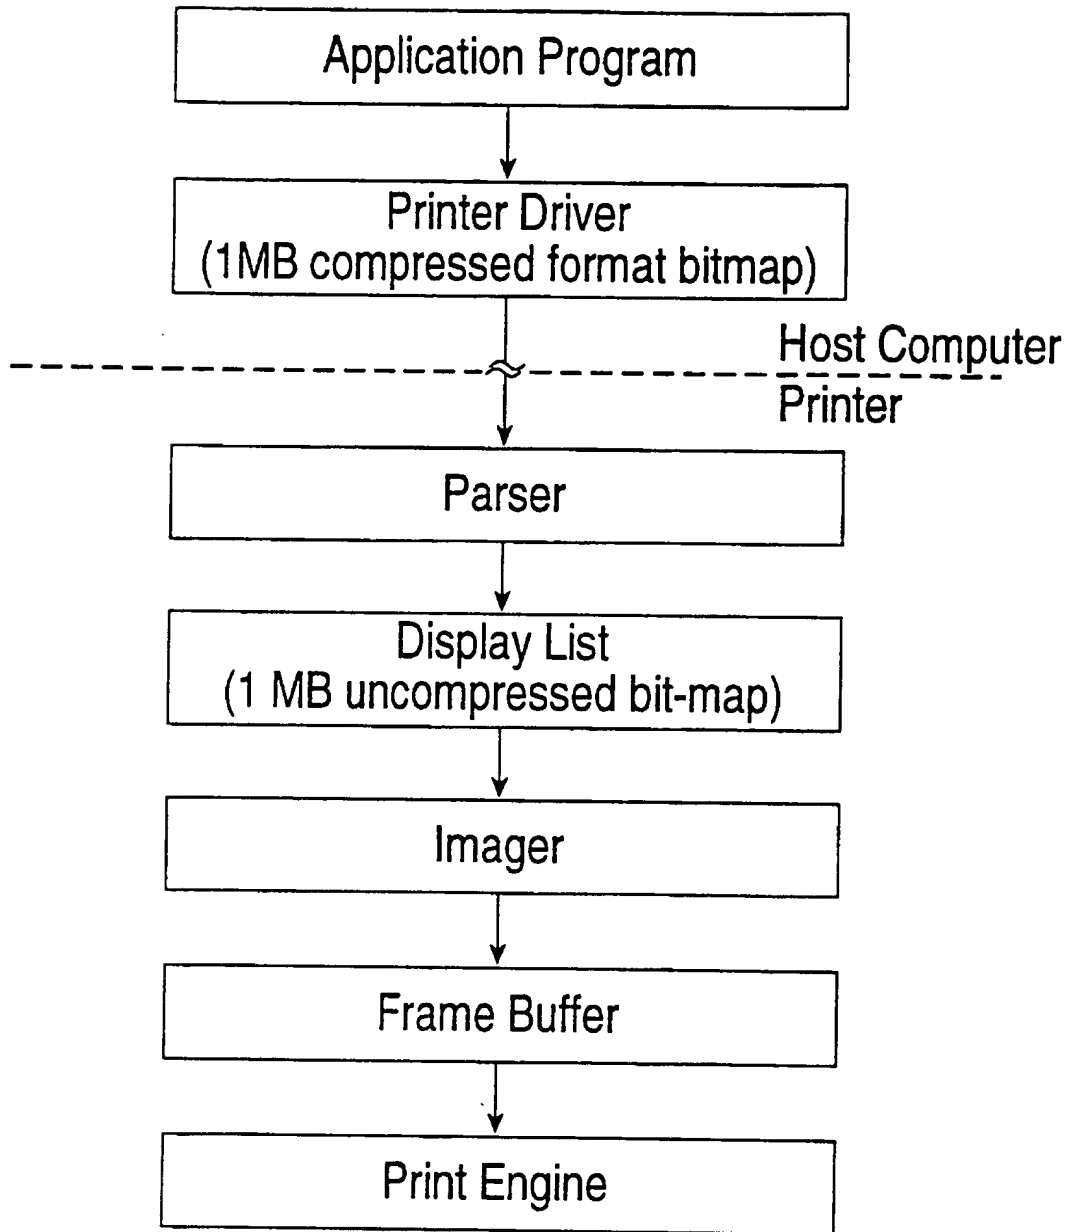 Application Program
Printer Driver
(1MB compressed format bitmap)
Host Computer
Printer
Parser
Display List
(1 MB uncompressed bit-map)
Imager
Frame Buffer
Print Engine